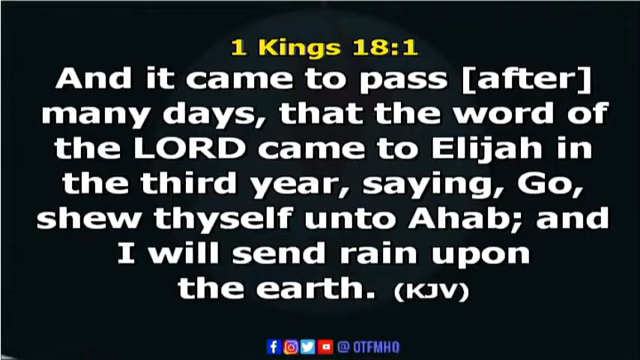 1 Kings 18:1
And it came to pass [after]
many days, that the word of
the LORD came to Elijah in
the third year, saying, Go,
shew thyself unto Ahab; and
I will send rain upon
the earth. (KJV)
@ OTFMHQ